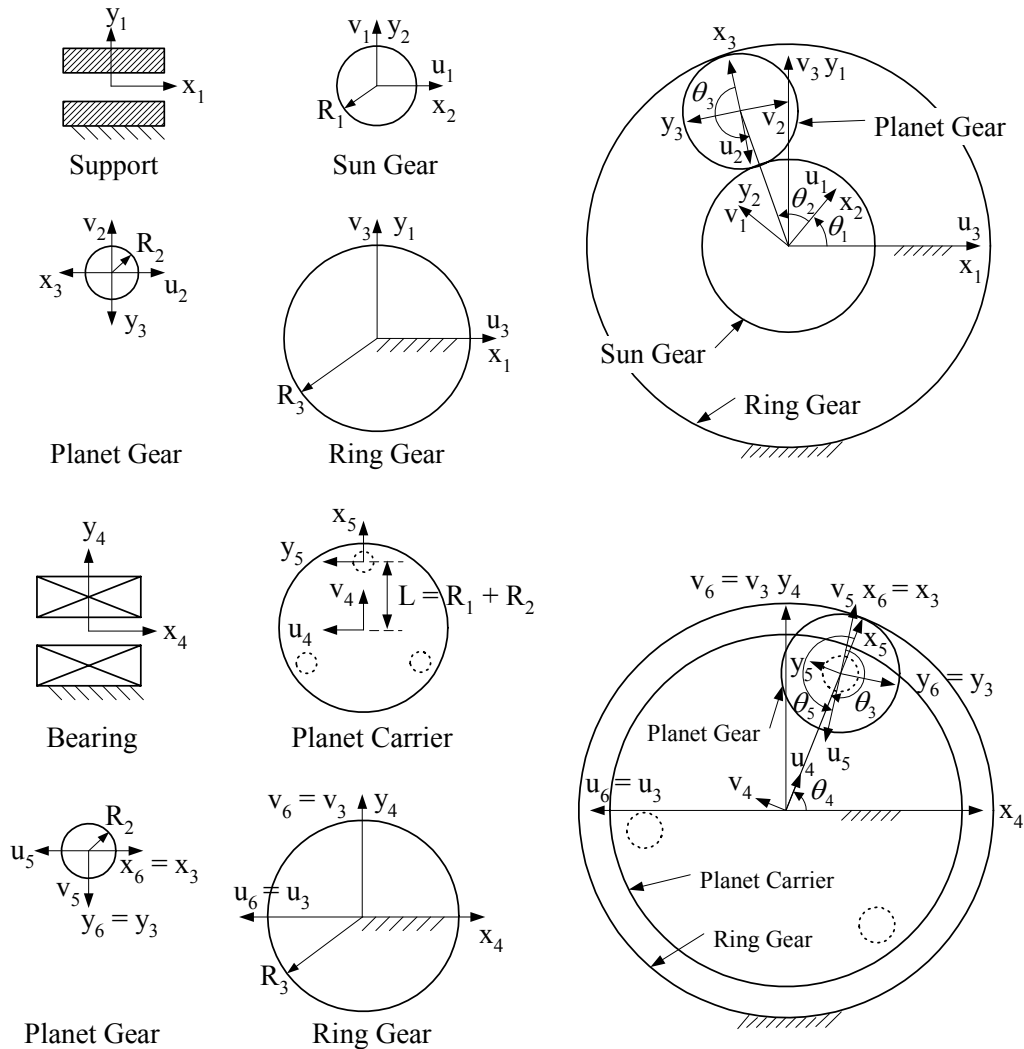 y1
x1
Support
v1 y2
u1
x2
R1
Sun Gear
v2
R2
x3
u2
y3
Planet Gear
v3 y1
u3
x1
R3
Ring Gear
x3
v3 y1
θ3
y3
v2
Planet Gear
u2
u1
y2
θ2
x2
v1
θ1
u3
x1
Sun Gear
Ring Gear
y4
x4
Bearing
x5
y5
v4
L = R1 + R2
u4
Planet Carrier
R2
u5
x6 = x3
v5
y6 = y3
Planet Gear
v6 = v3 y4
u6 = u3
x4
R3
Ring Gear
v6 = v3 y4
v5 x6 = x3
x5
y5
y6 = y3
θ5
θ3
Planet Gear
u4
u5
u6 = u3
v4
θ4
x4
Planet Carrier
Ring Gear